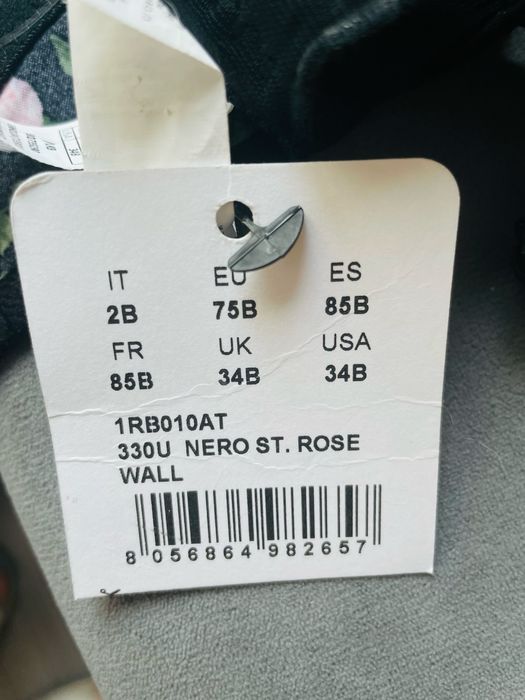 IT EU ES
2B 75B 85B
FR UK USA
85B 34B 34B
1RB010AT
330U NERO ST. ROSE
WALL
8 056864 982657